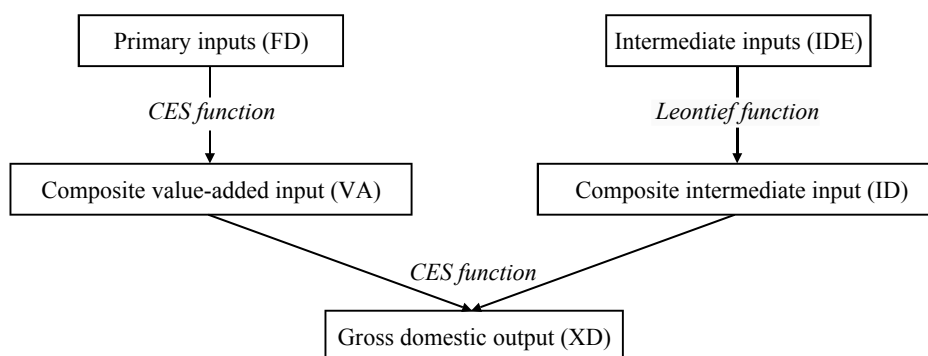 Primary inputs (FD)
Intermediate inputs (IDE)
CES function
Leontief function
Composite value-added input (VA)
Composite intermediate input (ID)
CES function
Gross domestic output (XD)